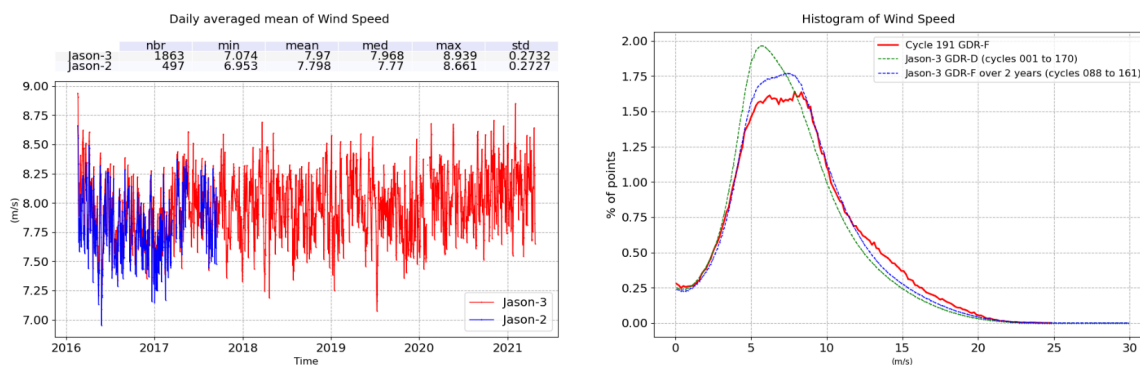 Daily averaged mean of Wind Speed
nbr min mean med max std
Jason-3 1863 7.074 7.97 7.968 8.939 0.2732
Jason-2 497 6.953 7.798 7.77 8.661 0.2727
9.00
8.75
8.50
8.25
8.00
7.75
7.50
7.25
7.00
(m/s)
Jason-3
Jason-2
2016 2017 2018 2019 2020 2021
Time
Histogram of Wind Speed
Cycle 191 GDR-F
Jason-3 GDR-D (cycles 001 to 170)
Jason-3 GDR-F over 2 years (cycles 088 to 161)
2.00
1.75
1.50
1.25
1.00
0.75
0.50
0.25
0.00
% of points
0 5 10 15 20 25 30
(m/s)